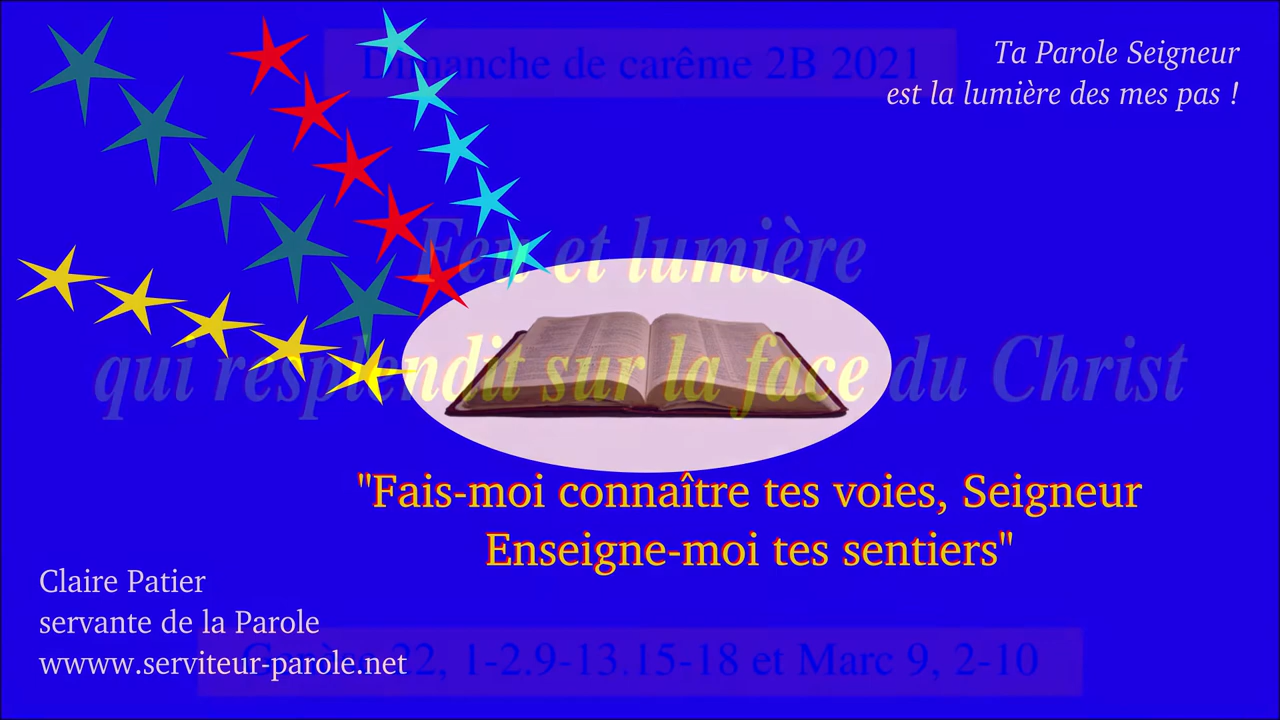 Dimanche de carême 2B 2021
Ta Parole Seigneur
est la lumière des mes pas !
Feu et lumière
qui resplendit sur la face du Christ
"Fais-moi connaître tes voies, Seigneur
Enseigne-moi tes sentiers"
Claire Patier
servante de la Parole
wwww.serviteur-parole.net
Genèse 22, 1-2.9-13.15-18 et Marc 9, 2-10